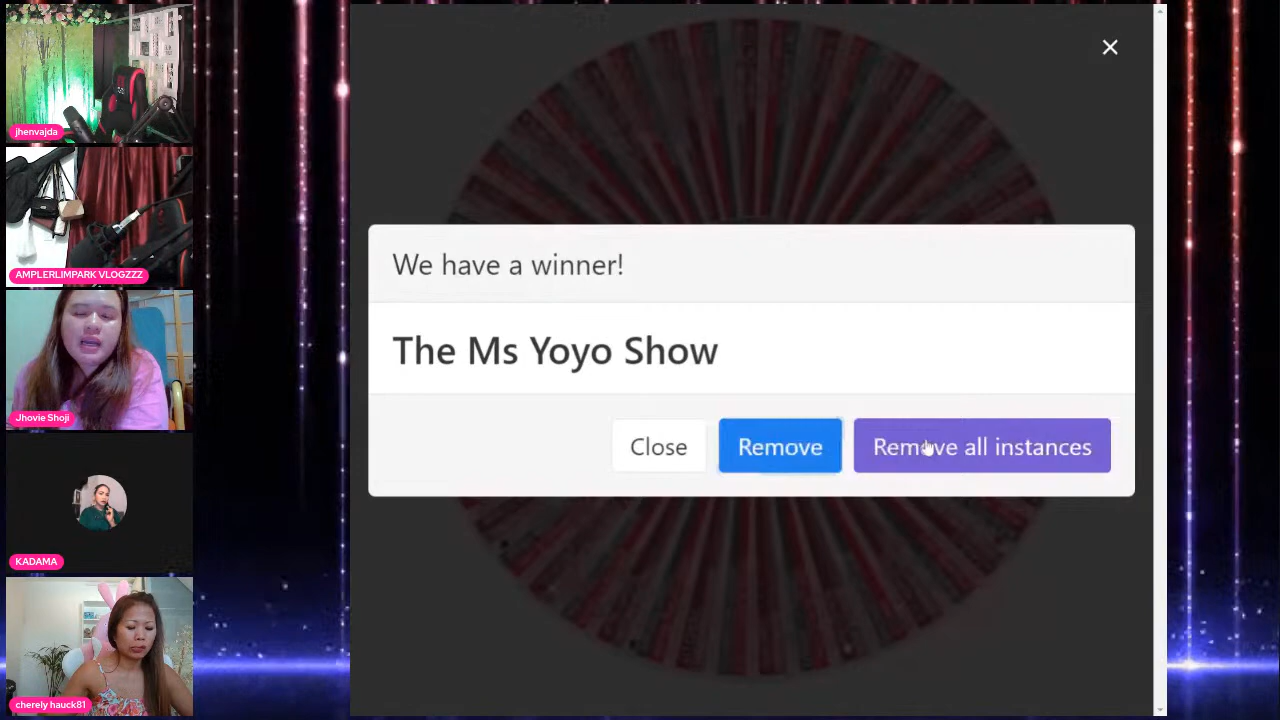 jhenvajda
AMPLERLIMPARK VLOGZZZ
Jhovie Shoji
KADAMA
cherely hauck81
We have a winner!
The Ms Yoyo Show
Close
Remove
Remove all instances